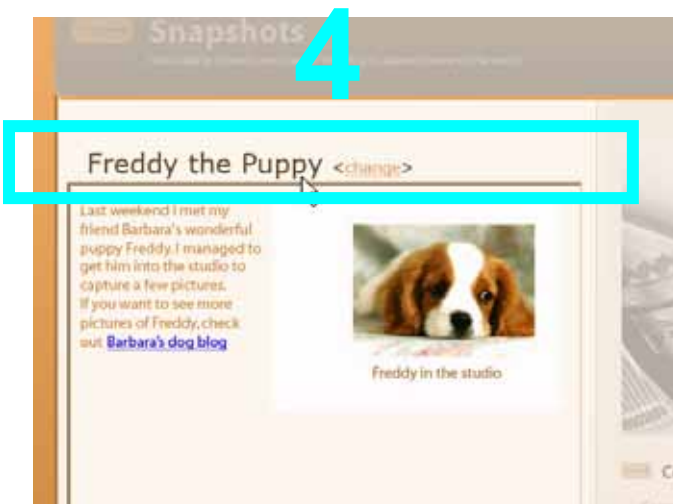 Snapshots
4
Freddy the Puppy <change>
Last weekend I met my
friend Barbara's wonderful
puppy Freddy. I managed to
get him into the studio to
capture a few pictures.
If you want to see more
pictures of Freddy, check
out Barbara's dog blog
Freddy in the studio